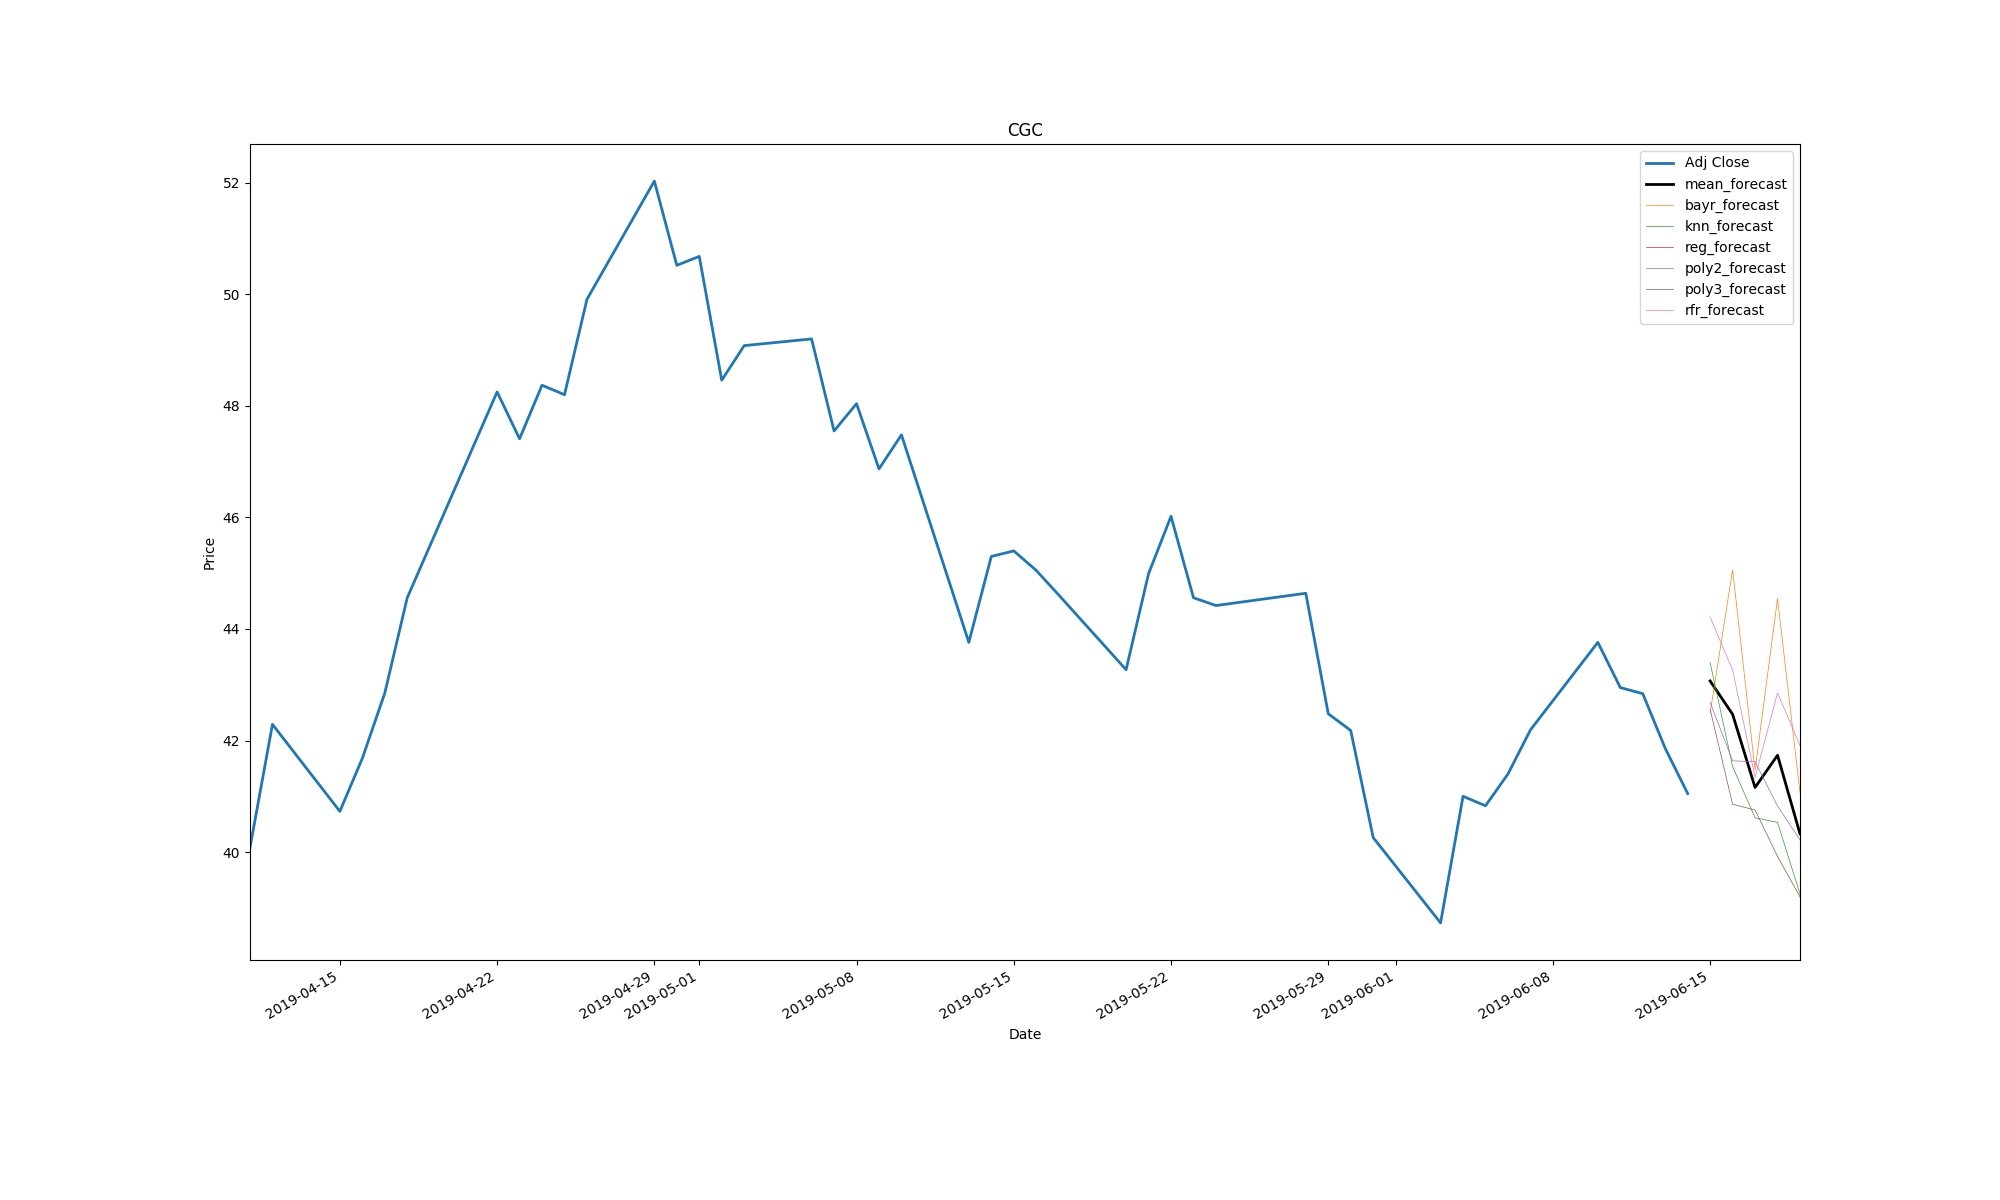 CGC
Adj Close
mean_forecast
bayr_forecast
knn_forecast
reg_forecast
poly2_forecast
poly3_forecast
rfr_forecast
52
50
48
46
44
42
40
Price
2019-04-15
2019-04-22
2019-04-29
2019-05-01
2019-05-08
2019-05-15
2019-05-22
2019-05-29
2019-06-01
2019-06-08
2019-06-15
Date